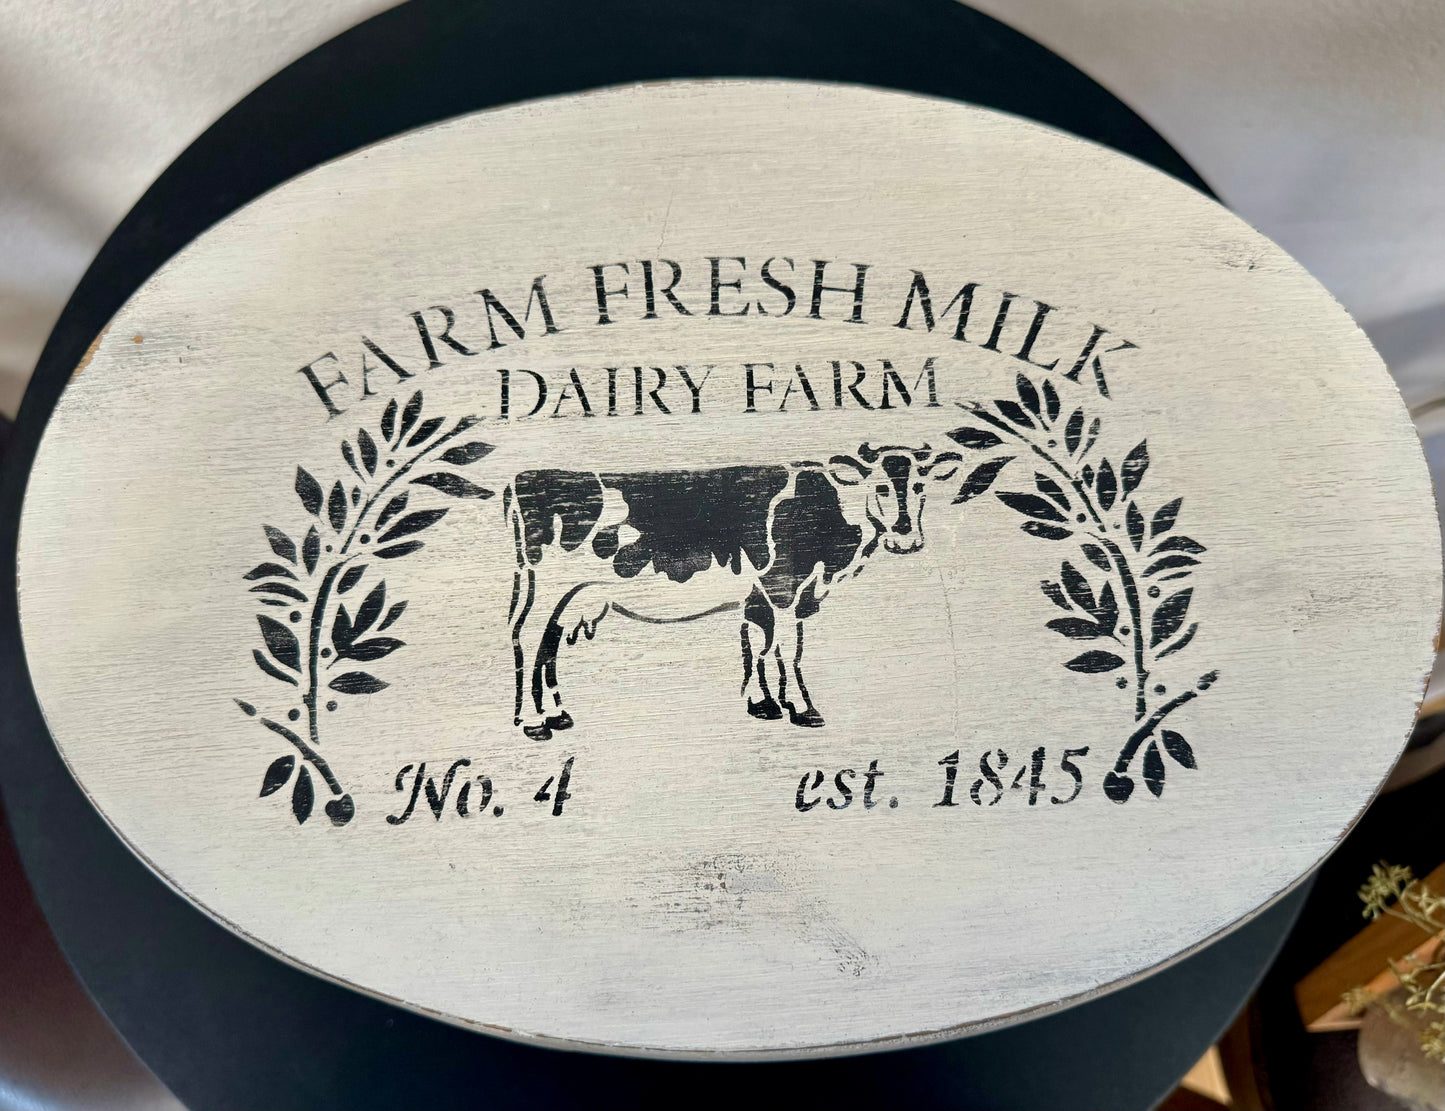 FARM FRESH MILK
DAIRY FARM
No. 4 est. 1845